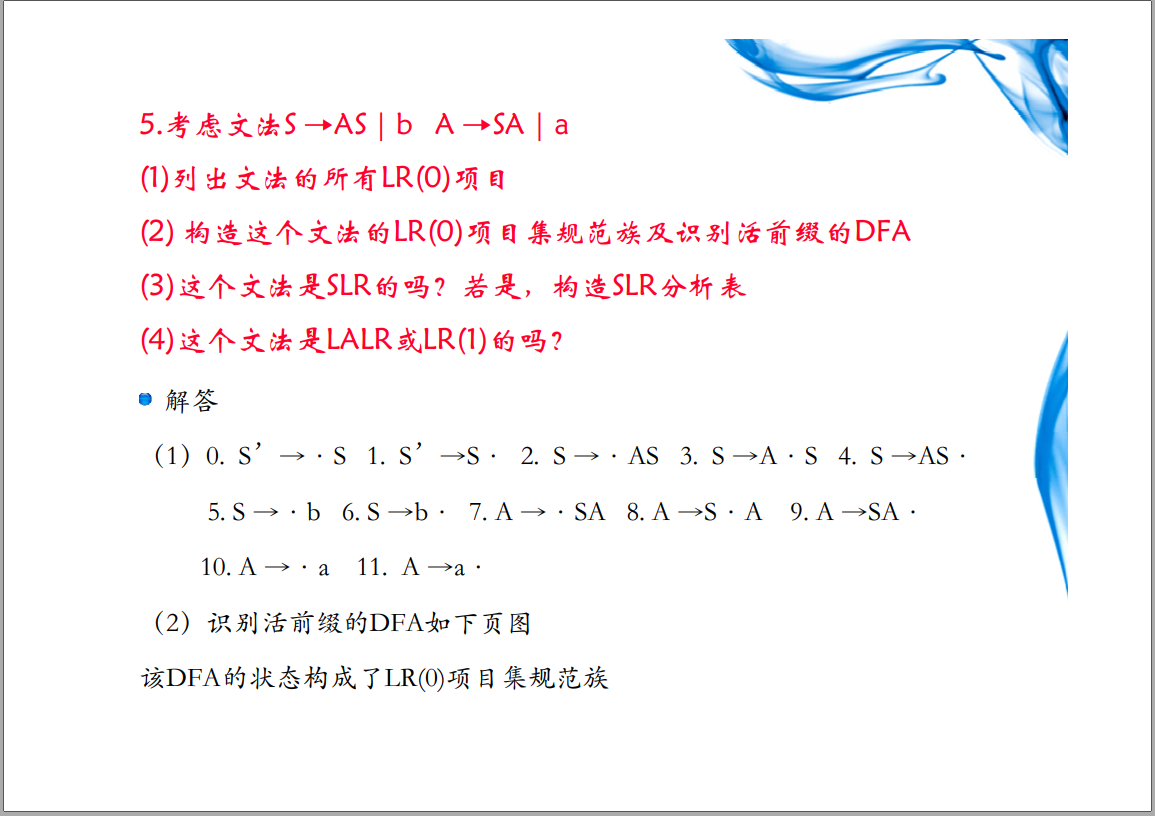 5.考虑文法S →AS | b A →SA | a
(1)列出文法的所有LR(0)项目
(2) 构造这个文法的LR(0)项目集规范族及识别活前缀的DFA
(3)这个文法是SLR的吗？若是，构造SLR分析表
(4)这个文法是LALR或LR(1)的吗？
解答
（1）0. S’ → · S 1. S’ →S · 2. S → · AS 3. S →A · S 4. S →AS ·
5. S → · b 6. S →b · 7. A → · SA 8. A →S · A 9. A →SA ·
10. A → · a 11. A →a ·
（2）识别活前缀的DFA如下页图
该DFA的状态构成了LR(0)项目集规范族